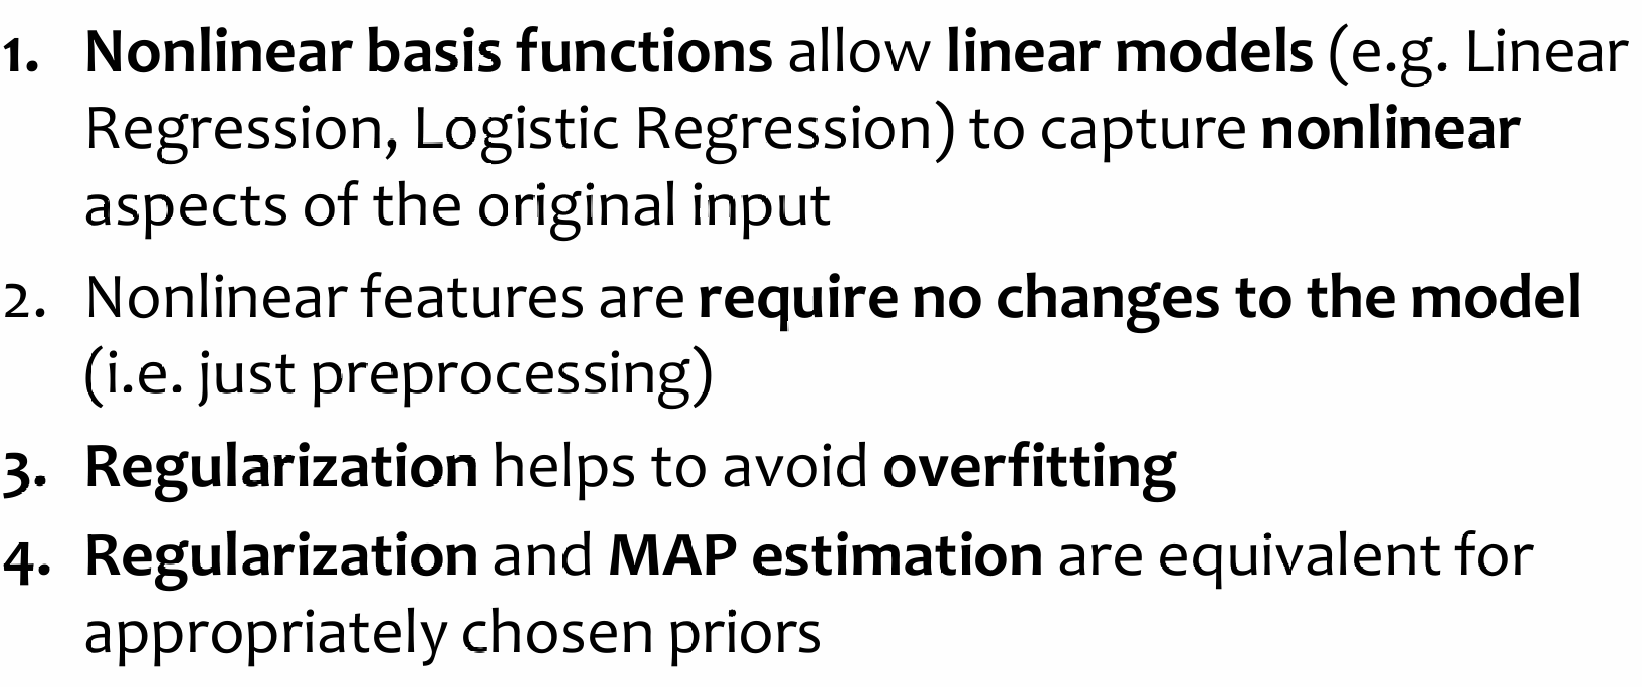 1. Nonlinear basis functions allow linear models (e.g. Linear
Regression, Logistic Regression) to capture nonlinear
aspects of the original input
2. Nonlinear features are require no changes to the model
(i.e. just preprocessing)
3. Regularization helps to avoid overfitting
4. Regularization and MAP estimation are equivalent for
appropriately chosen priors